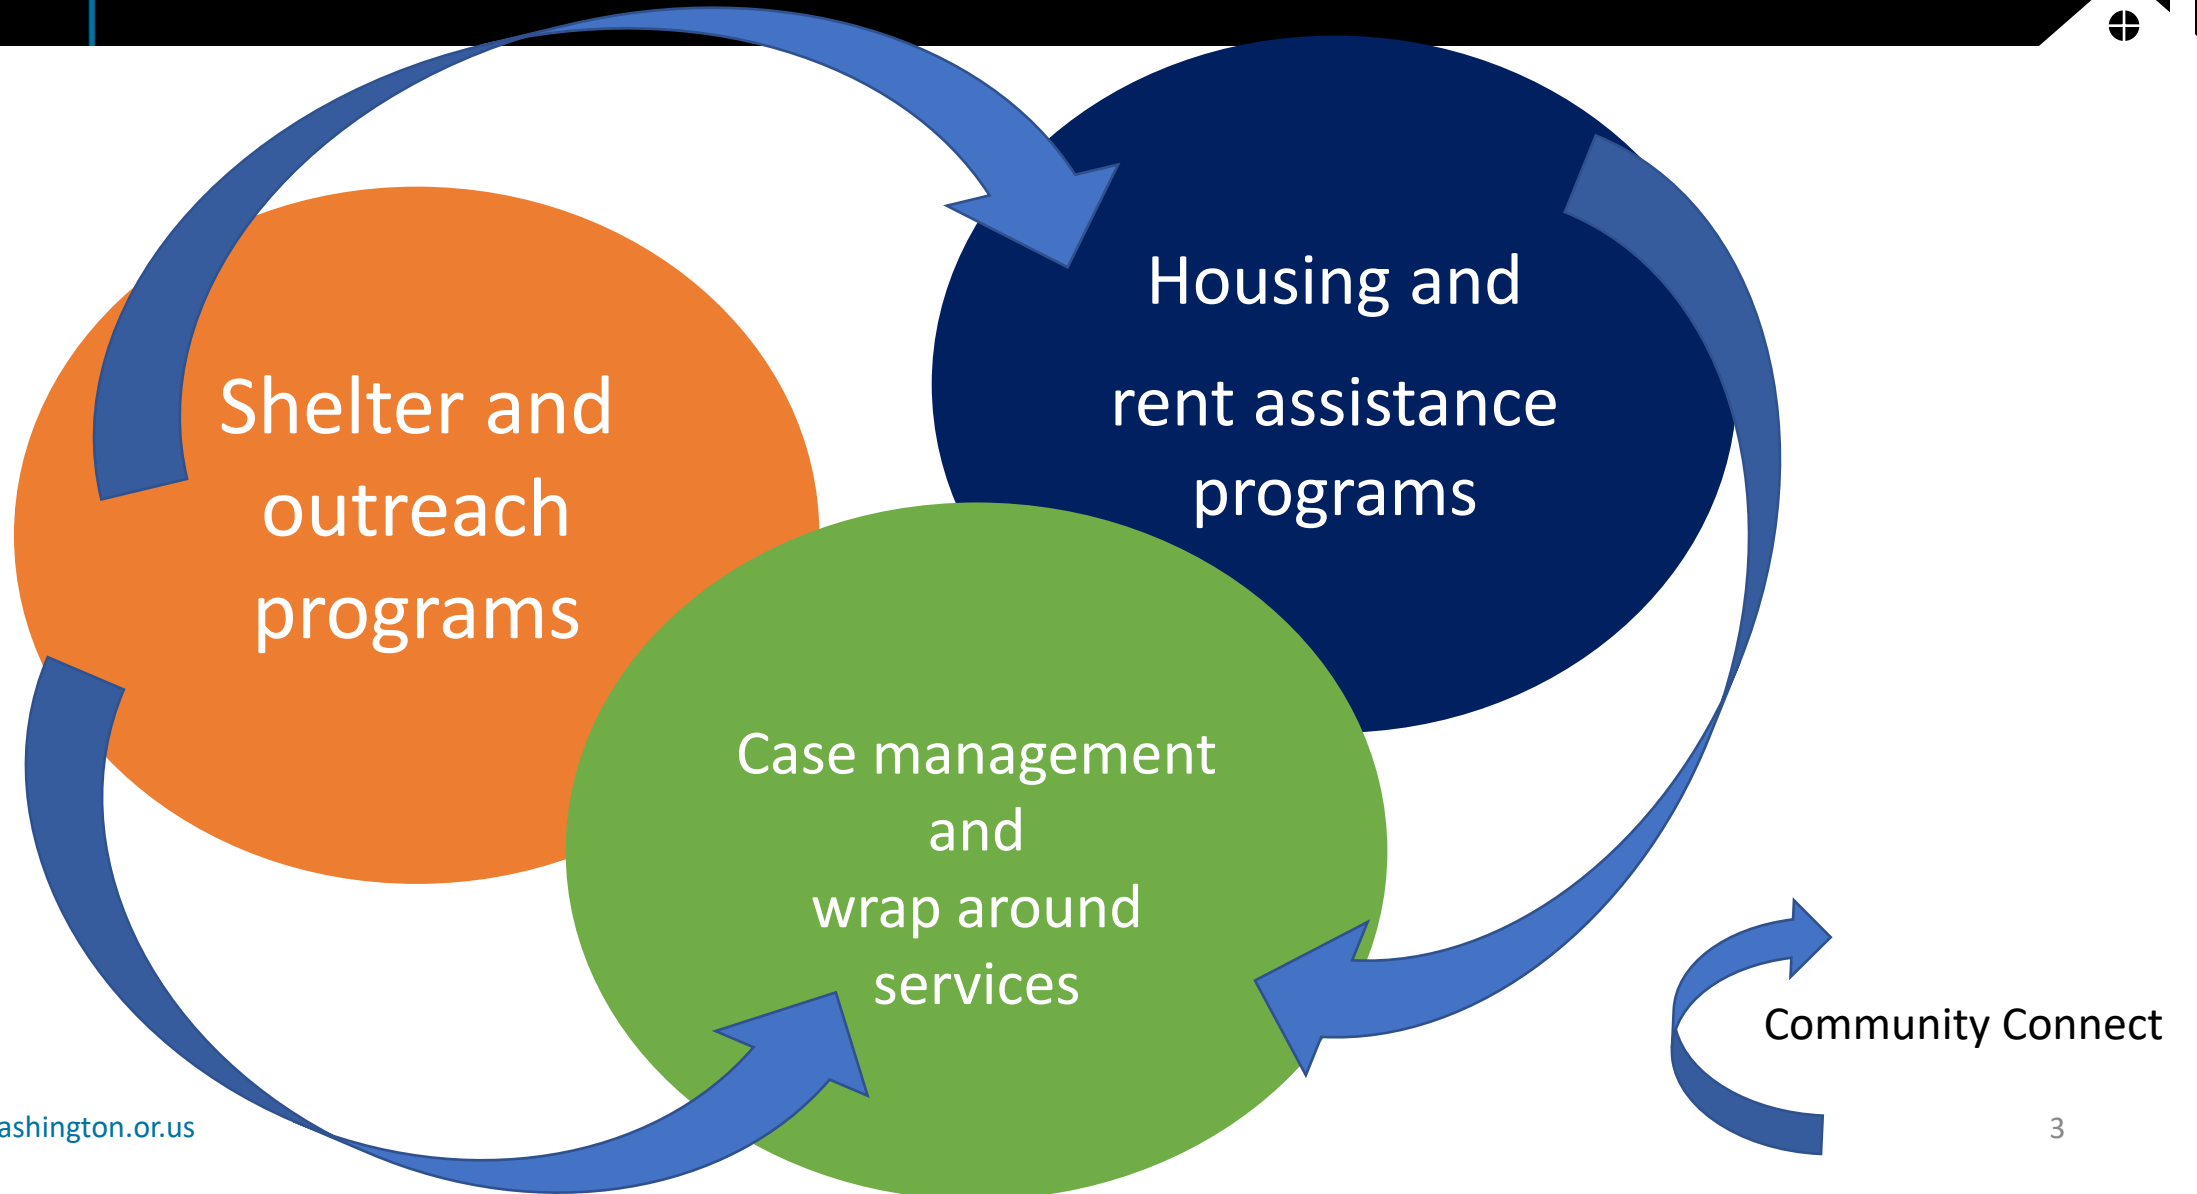 Shelter and
outreach
programs
Housing and
rent assistance
programs
Case management
and
wrap around
services
Community Connect
ashington.or.us
3